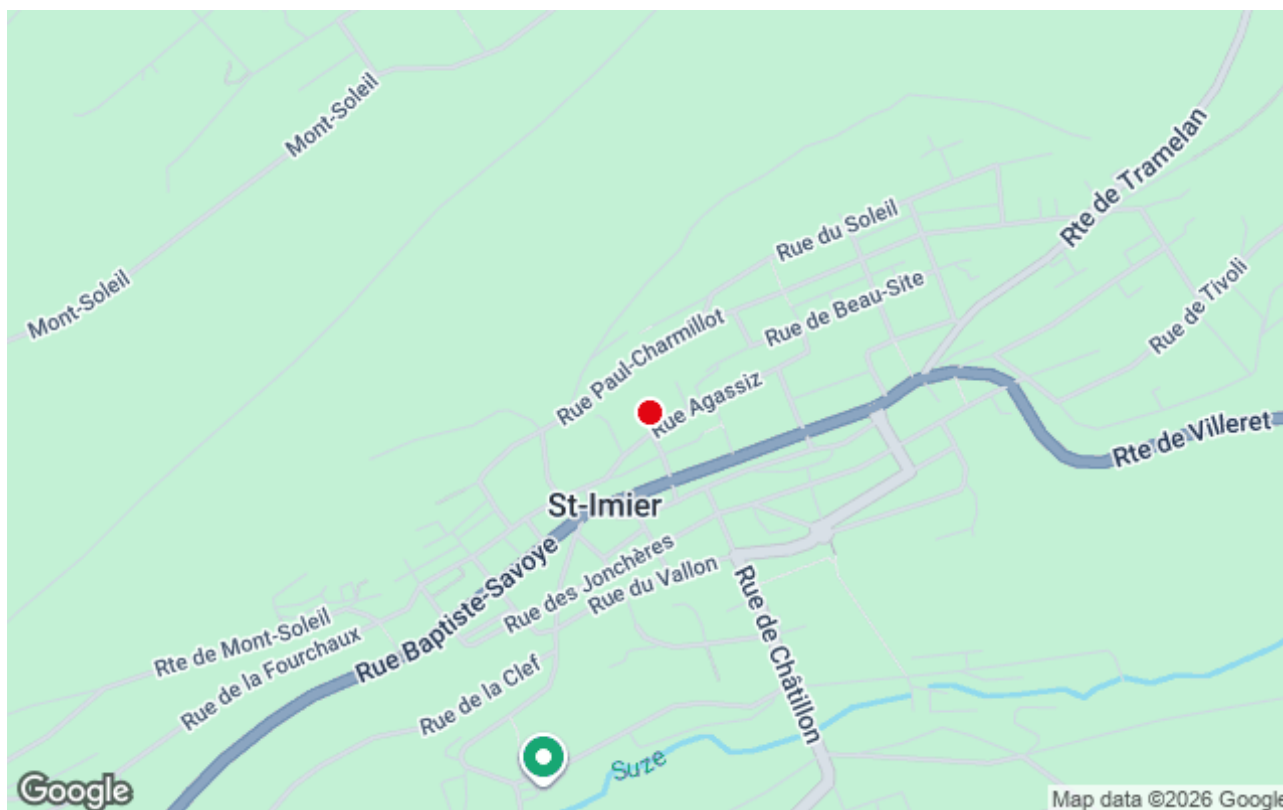 Mont-Soleil
Rte de Tramelan
Rue du Soleil
Mont-Soleil
Rue de Tivoli
Rue de Beau-Site
Rue Paul-Charmillot
Rue Agassiz
Rte de Villeret
St-Imier
Rue Baptiste-Savoye
Rue des Jonchères
Rue du Vallon
Rue de Châtillon
Rte de Mont-Soleil
Rue de la Fourchaux
Rue de la Clef
Suze
Google
Map data ©2026 Google